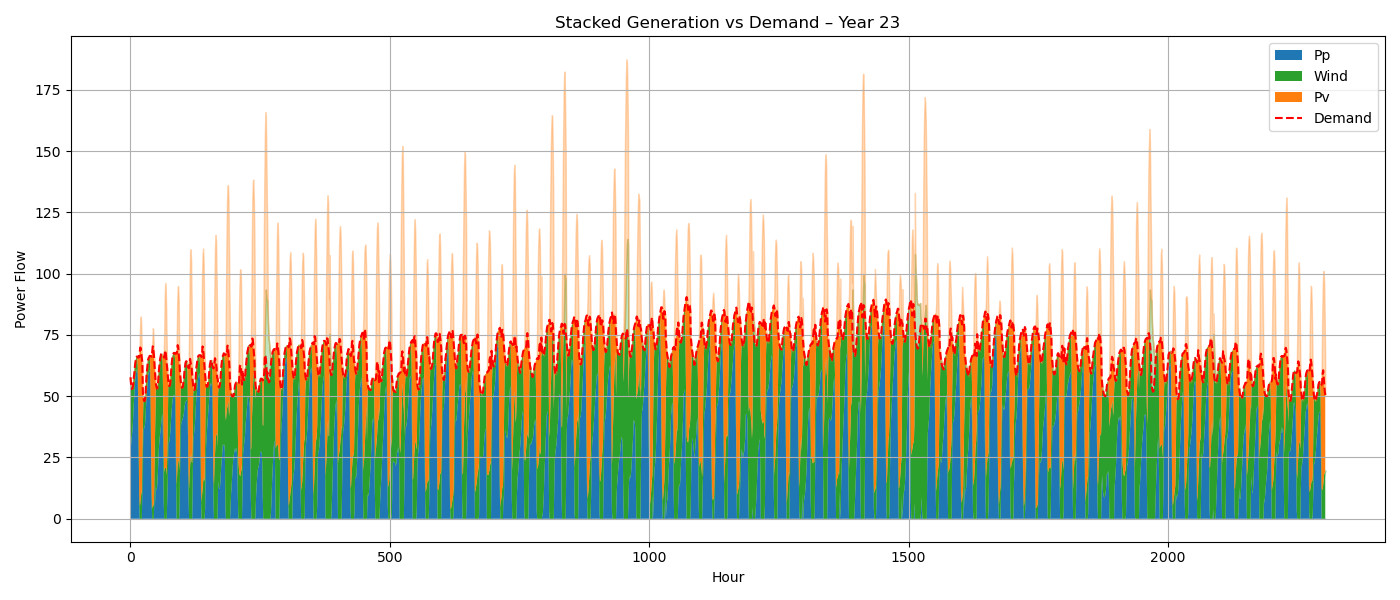 Stacked Generation vs Demand – Year 23
Power Flow
175
150
125
100
75
50
25
0
0 500 1000 1500 2000
Hour
Pp
Wind
Pv
Demand